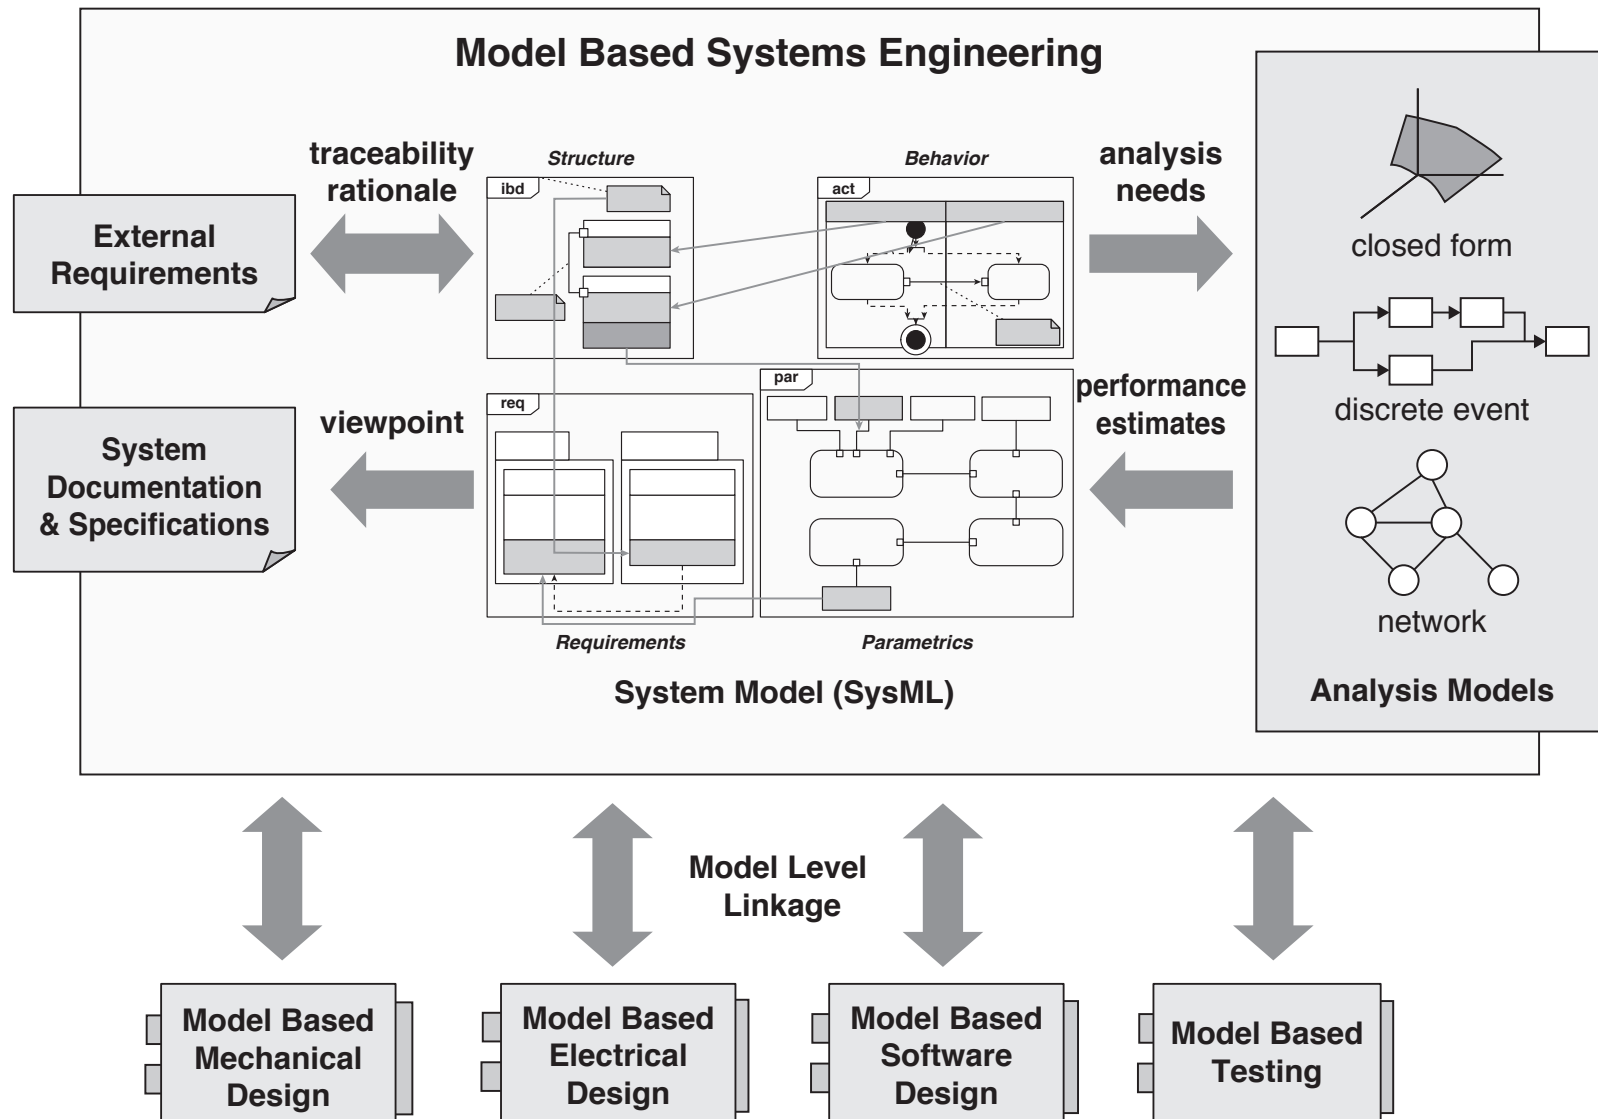 Model Based Systems Engineering
traceability
rationale
Structure
Behavior
analysis
needs
ibd
act
External
Requirements
closed form
par
performance
estimates
req
viewpoint
discrete event
System
Documentation
& Specifications
network
Requirements
Parametrics
System Model (SysML)
Analysis Models
Model Level
Linkage
Model Based
Mechanical
Design
Model Based
Electrical
Design
Model Based
Software
Design
Model Based
Testing